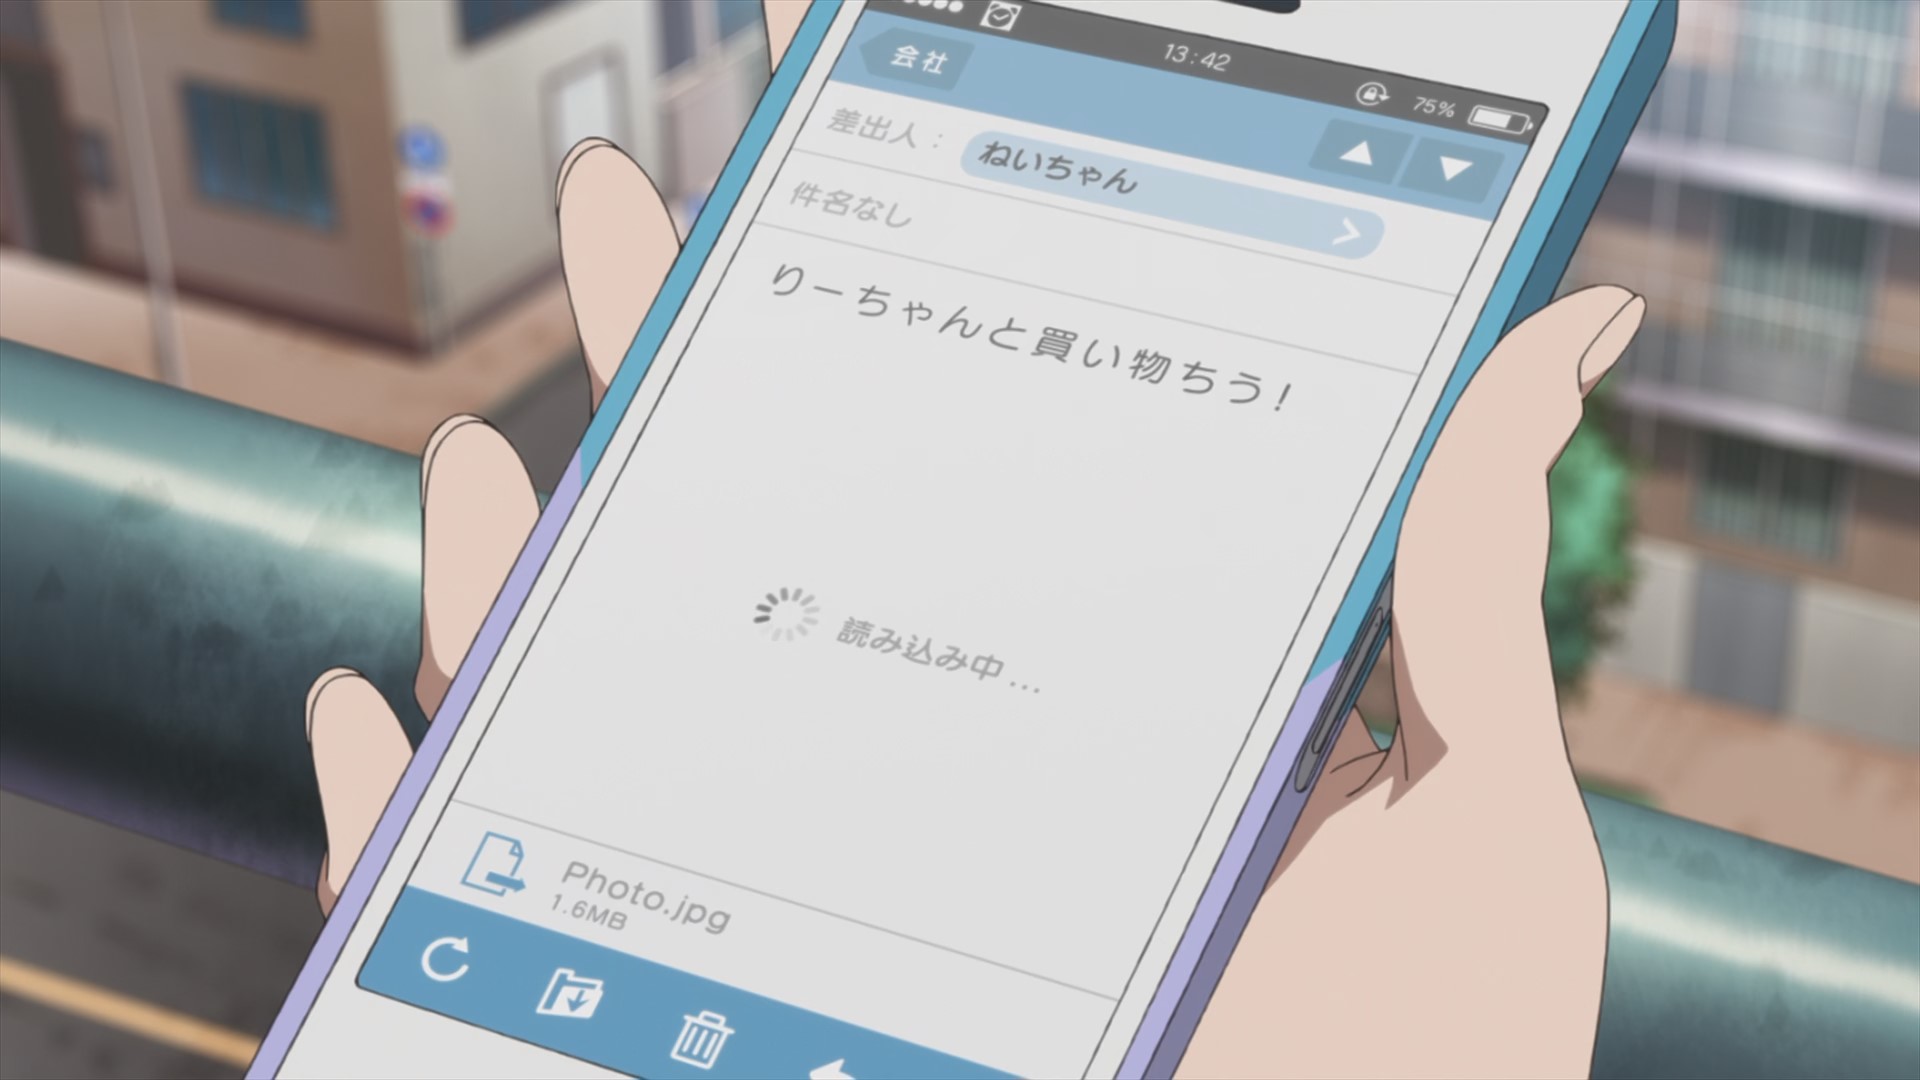 13:42
75%
会社
差出人：
ねいちゃん
件名なし
りーちゃんと買い物ちう！
読み込み中...
Photo.jpg
1.6MB